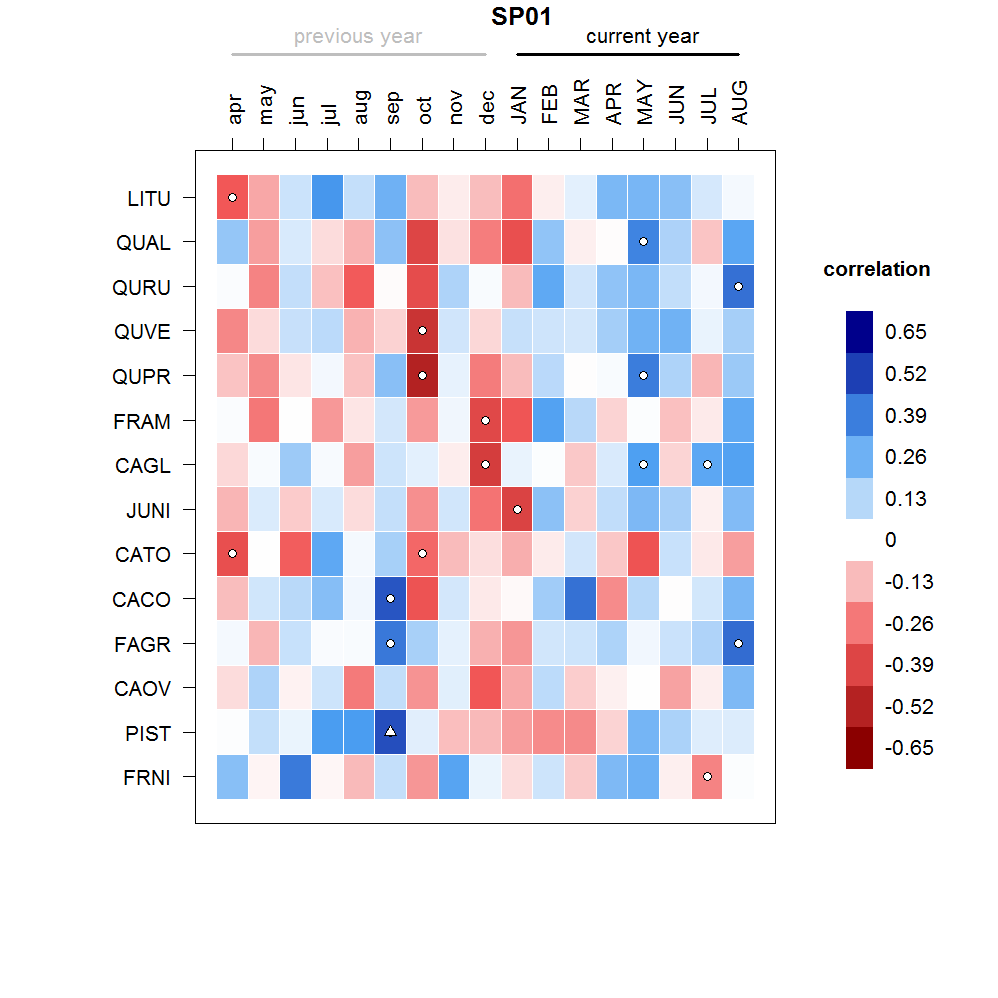 SP01
previous year current year
apr may jun jul aug sep oct nov dec JAN FEB MAR APR MAY JUN JUL AUG
LITU
QUAL
QURU
QUVE
QUPR
FRAM
CAGL
JUNI
CATO
CACO
FAGR
CAOV
PIST
FRNI
correlation
0.65
0.52
0.39
0.26
0.13
0
-0.13
-0.26
-0.39
-0.52
-0.65